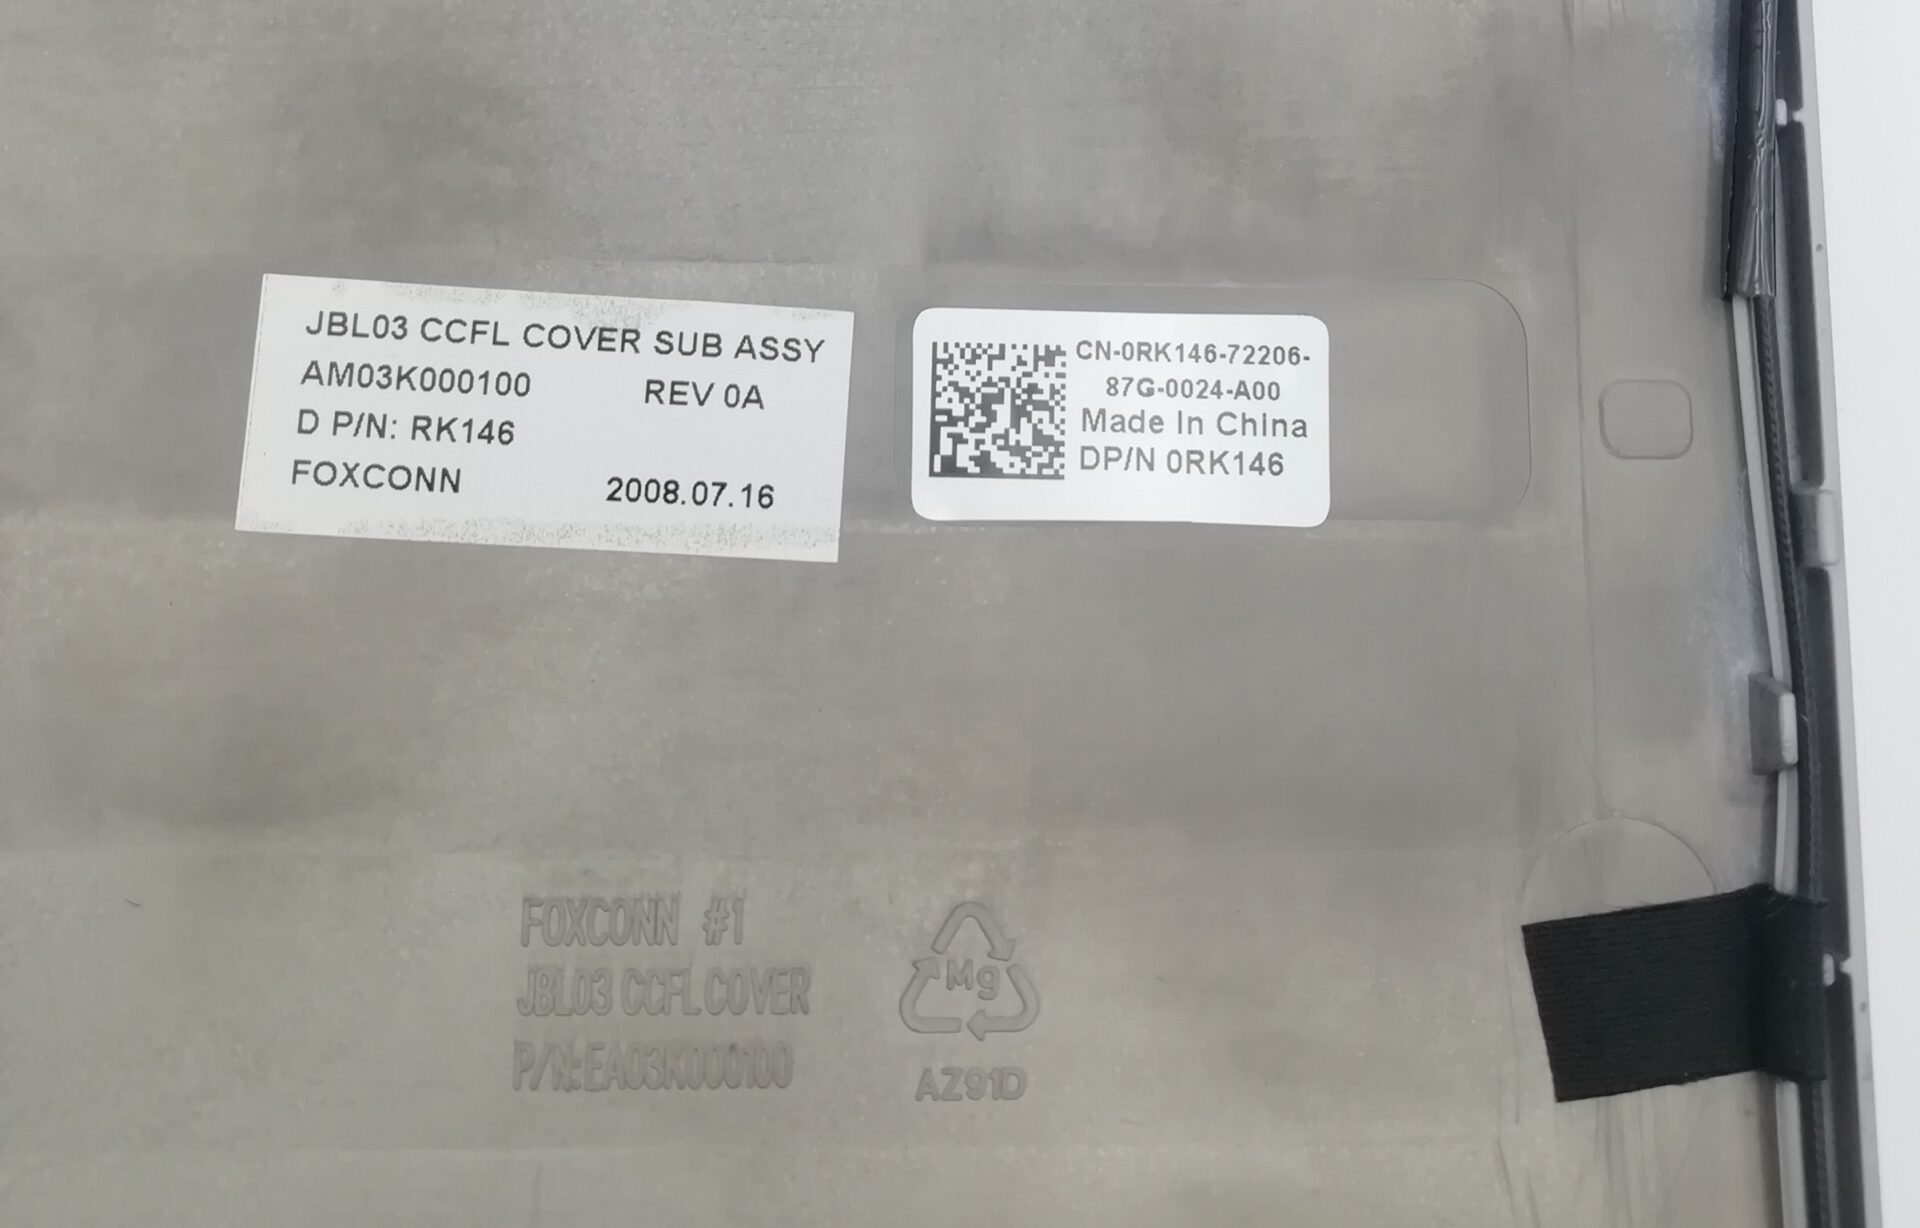 JBL03 CCFL COVER SUB ASSY
AM03K000100 REV 0A
D P/N: RK146
FOXCONN 2008.07.16
CN-0RK146-72206-
87G-0024-A00
Made In China
DP/N 0RK146
FOXCONN #1
JBL03 CCFL COVER
P/N:EA03K000100
Mg
AZ91D